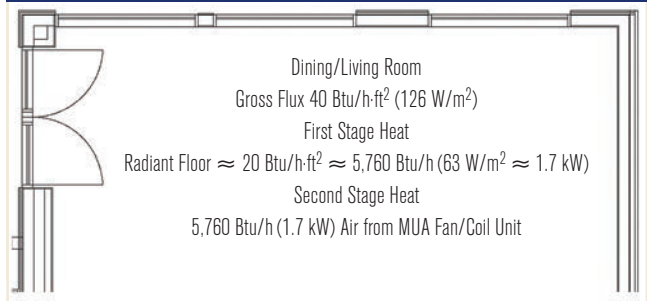 Dining/Living Room
Gross Flux 40 Btu/h·ft² (126 W/m²)
First Stage Heat
Radiant Floor ≈ 20 Btu/h·ft² ≈ 5,760 Btu/h (63 W/m² ≈ 1.7 kW)
Second Stage Heat
5,760 Btu/h (1.7 kW) Air from MUA Fan/Coil Unit